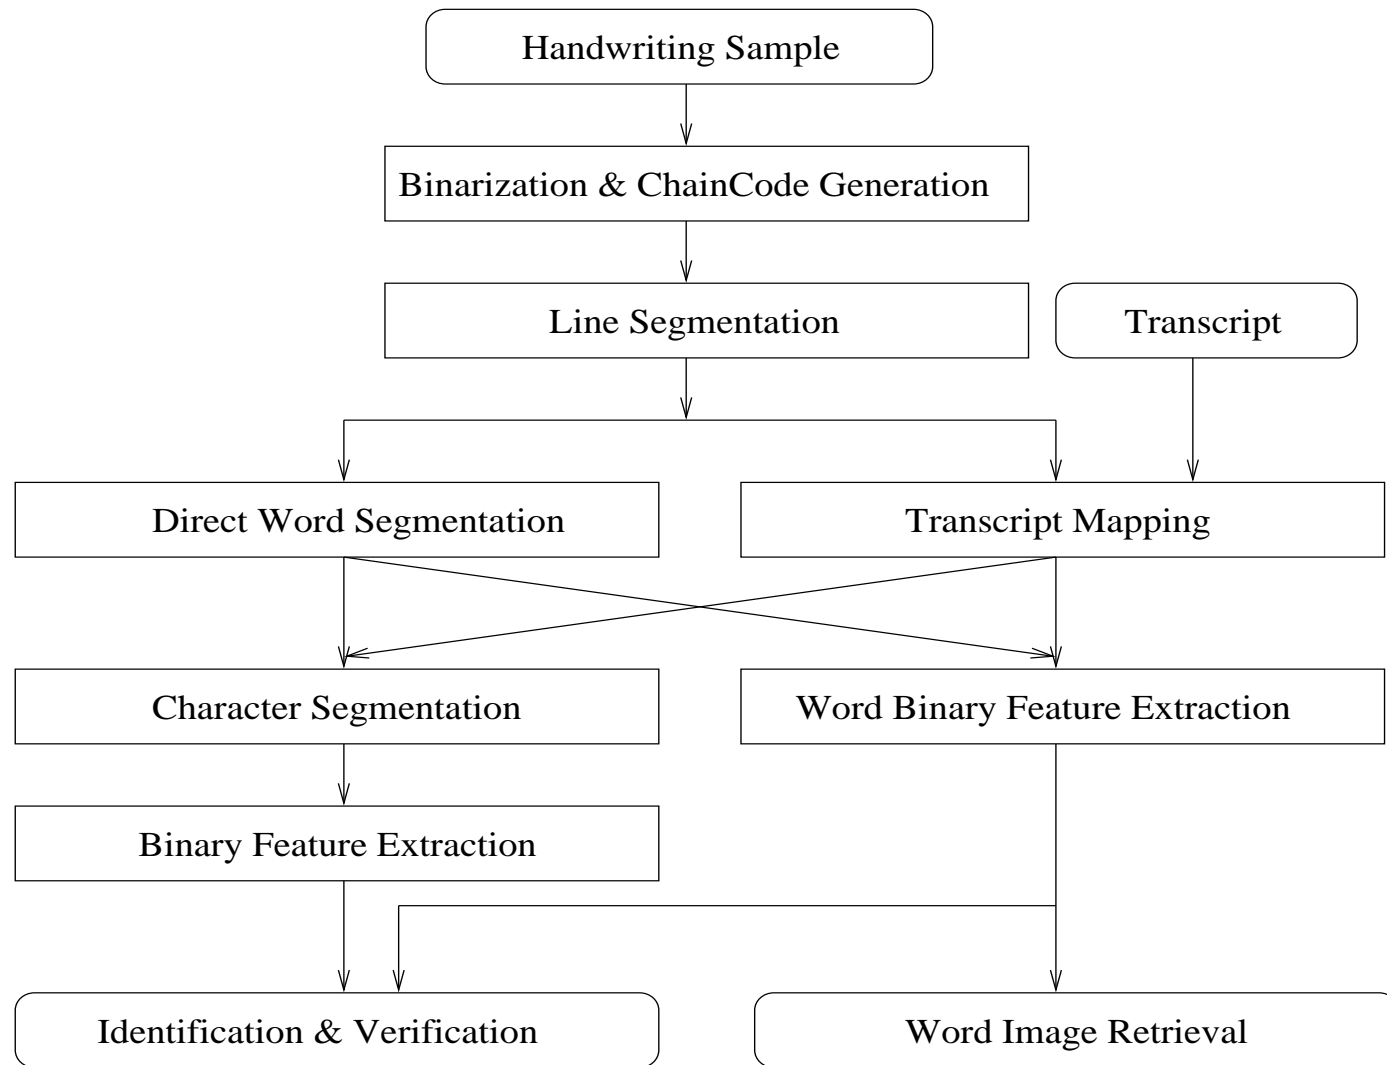 Handwriting Sample
Binarization & ChainCode Generation
Line Segmentation
Transcript
Direct Word Segmentation
Transcript Mapping
Character Segmentation
Word Binary Feature Extraction
Binary Feature Extraction
Identification & Verification
Word Image Retrieval